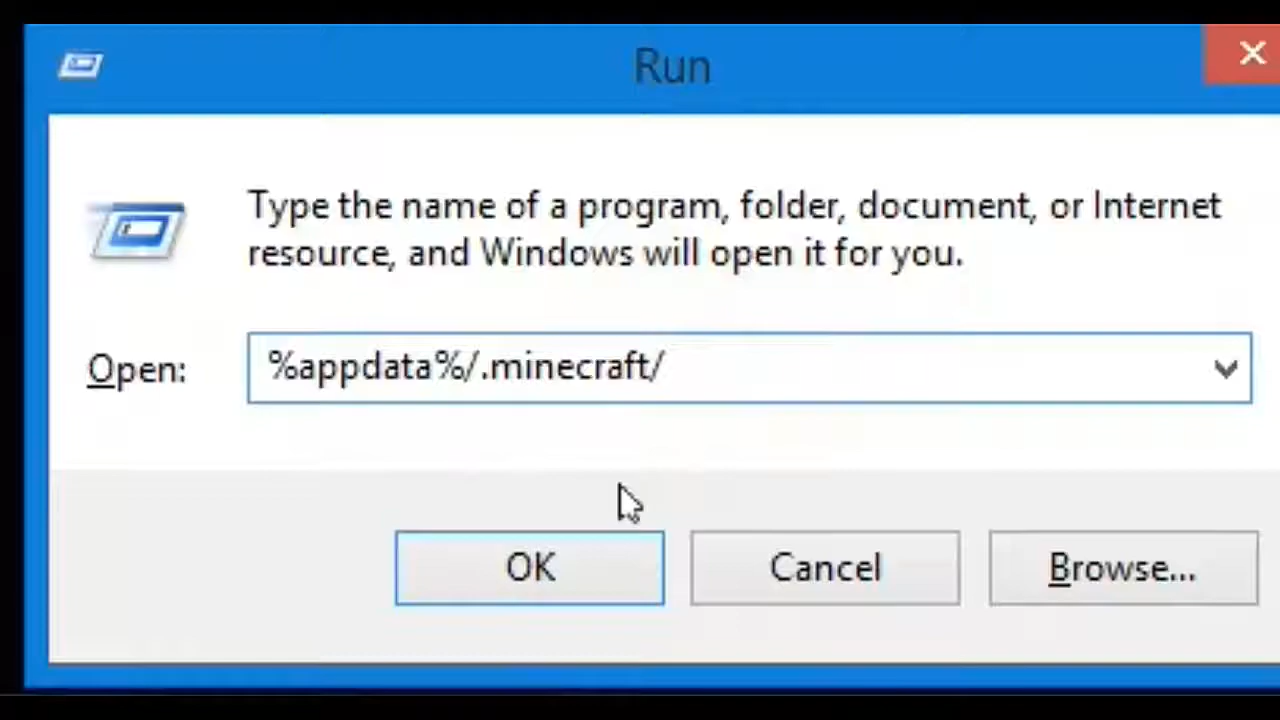 Run
Type the name of a program, folder, document, or Internet
resource, and Windows will open it for you.
Open: %appdata%/.minecraft/
OK Cancel Browse...